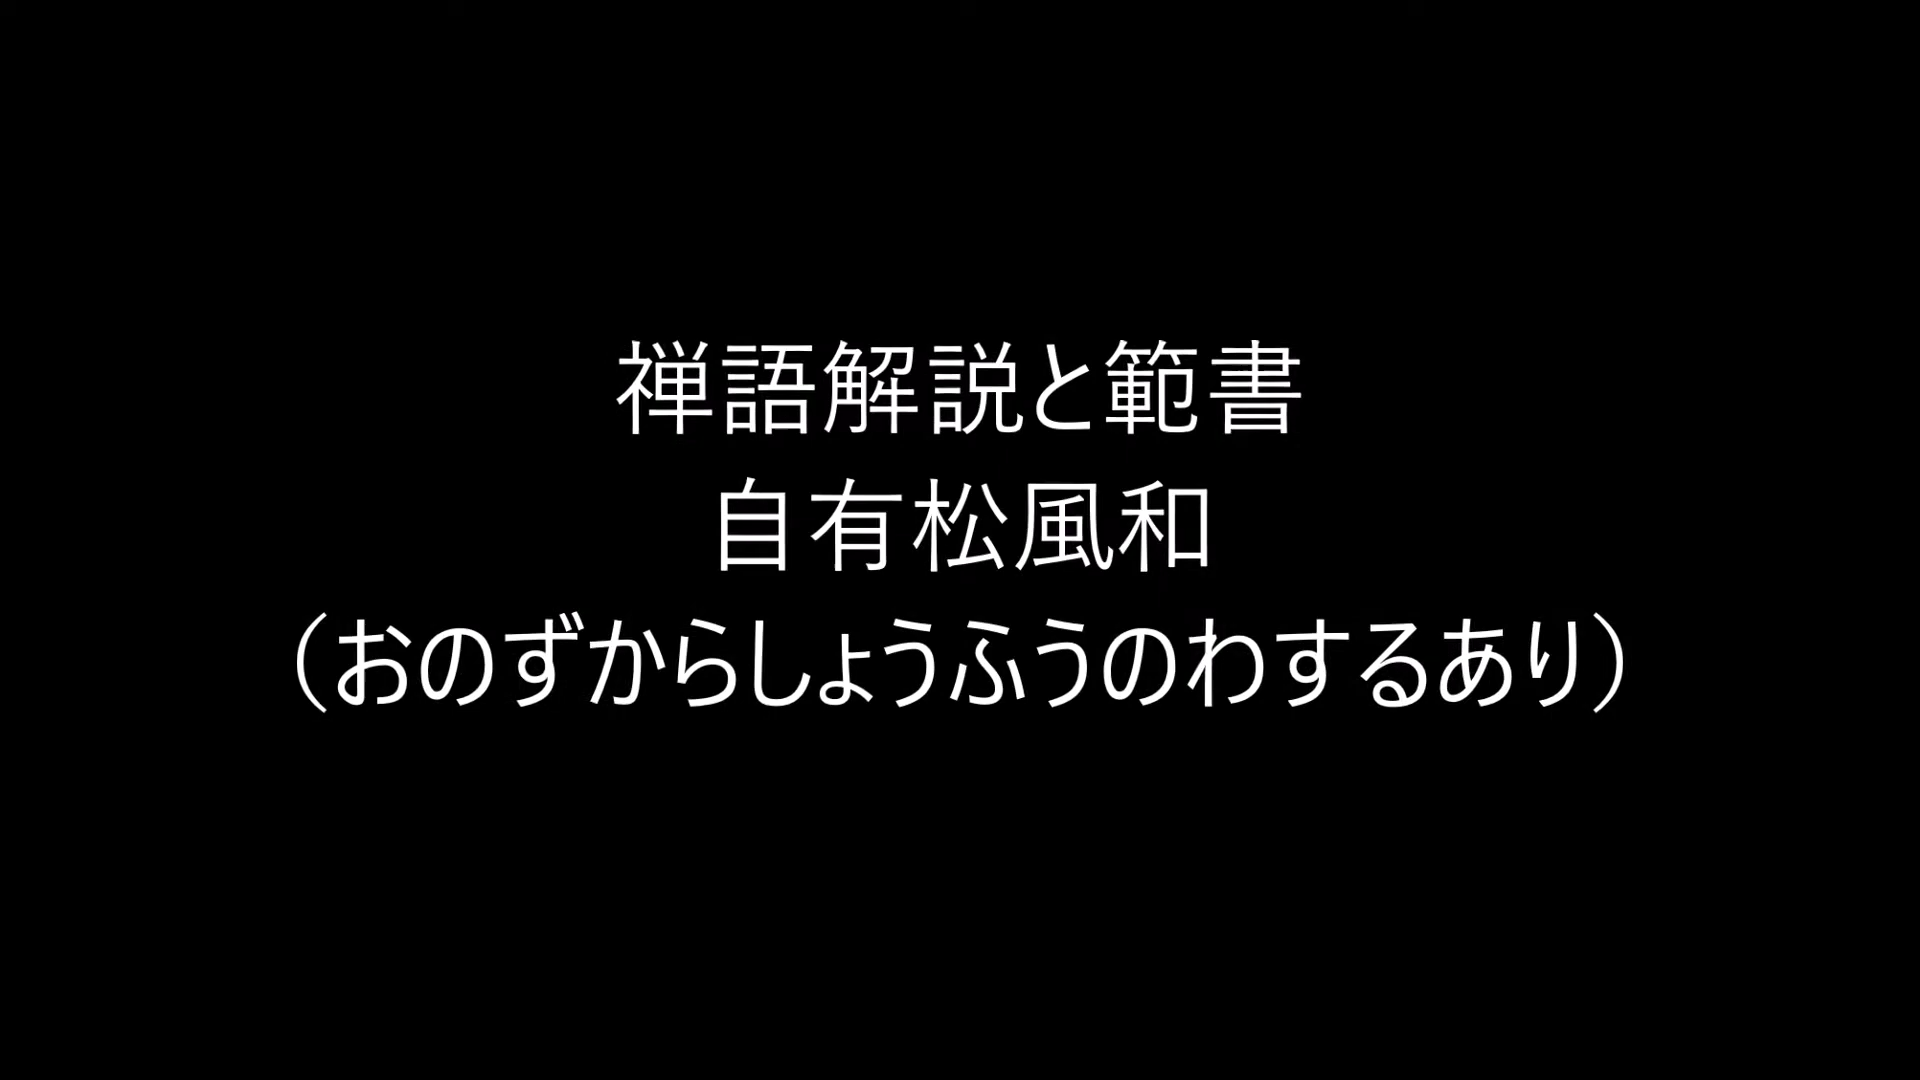 禅語解説と範書
自有松風和
（おのずからしょうふうのわするあり）